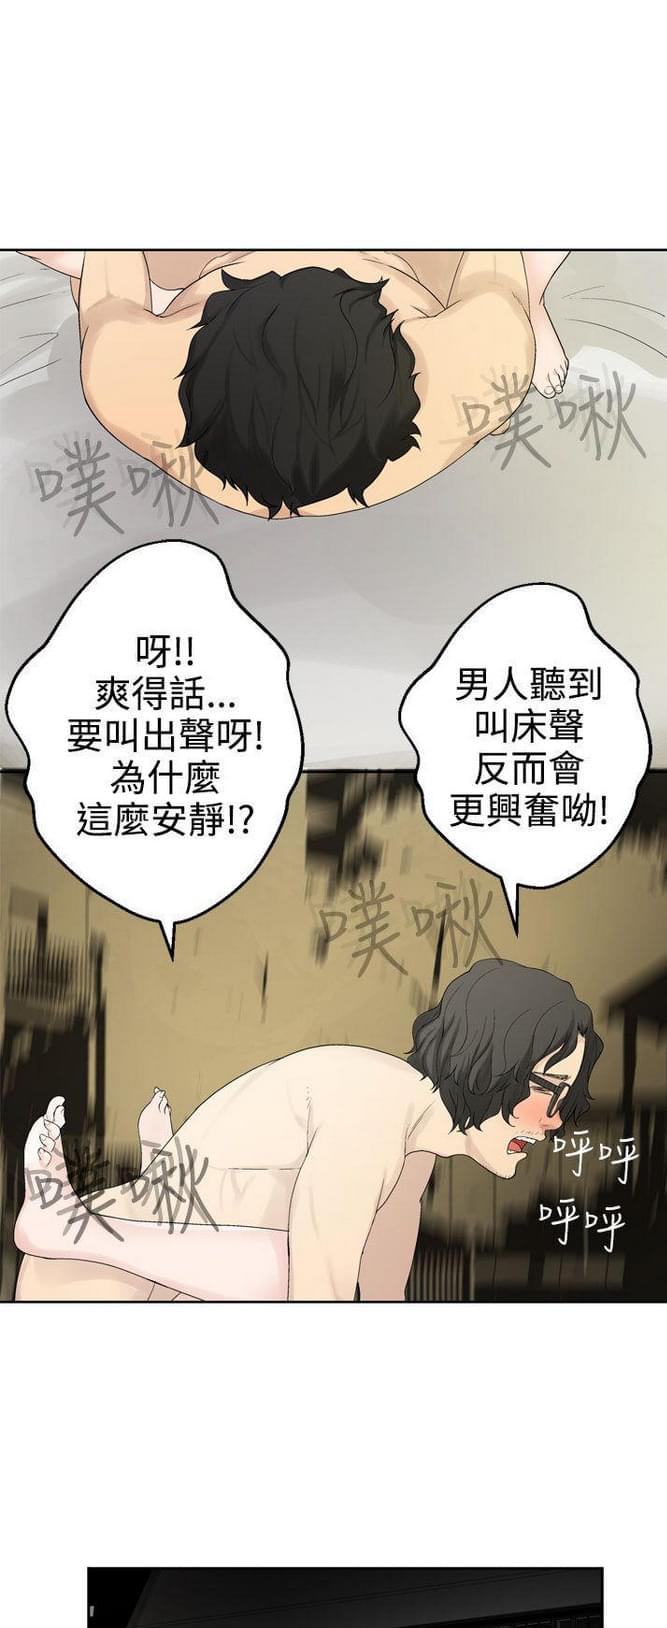 噗啾
噗啾
呀!!
爽得話...
要叫出聲呀!
為什麼
這麼安靜!?
男人聽到
叫床聲
反而會
更興奮呦!
噗啾
噗啾
呼呼
呼呼